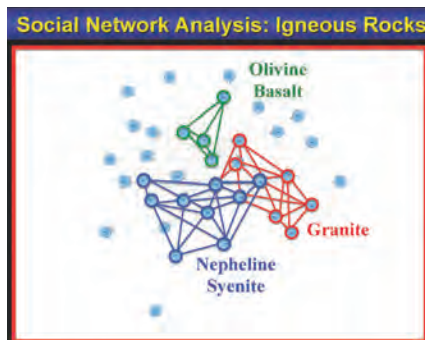 Social Network Analysis: Igneous Rocks
Olivine
Basalt
Granite
Nepheline
Syenite